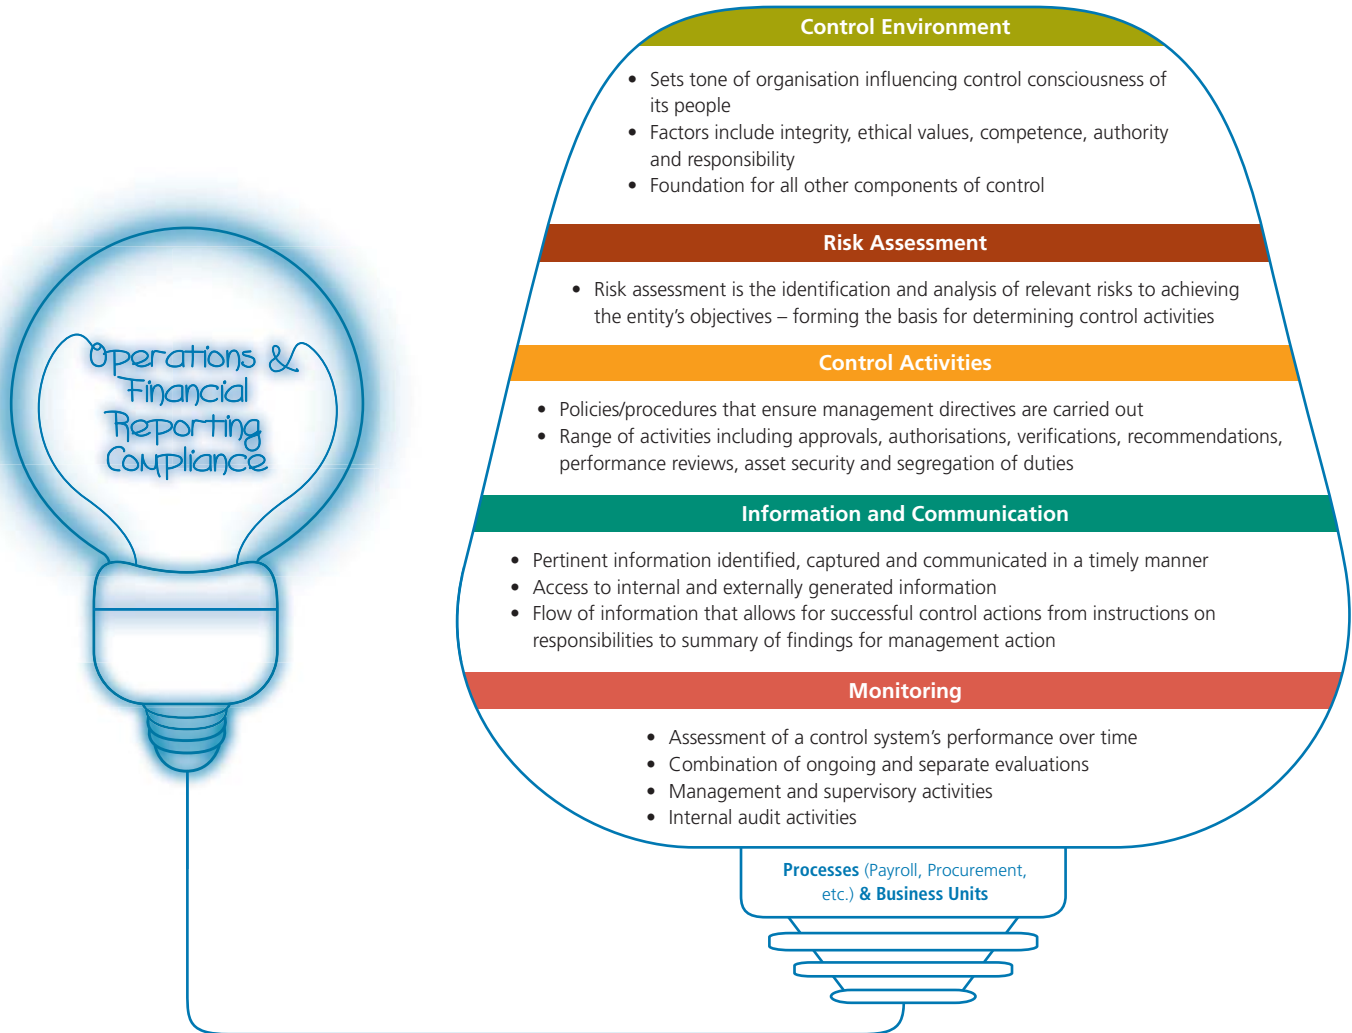 Operations &
Financial
Reporting
Compliance
Control Environment
• Sets tone of organisation influencing control consciousness of
its people
• Factors include integrity, ethical values, competence, authority
and responsibility
• Foundation for all other components of control
Risk Assessment
• Risk assessment is the identification and analysis of relevant risks to achieving
the entity’s objectives – forming the basis for determining control activities
Control Activities
• Policies/procedures that ensure management directives are carried out
• Range of activities including approvals, authorisations, verifications, recommendations,
performance reviews, asset security and segregation of duties
Information and Communication
• Pertinent information identified, captured and communicated in a timely manner
• Access to internal and externally generated information
• Flow of information that allows for successful control actions from instructions on
responsibilities to summary of findings for management action
Monitoring
• Assessment of a control system’s performance over time
• Combination of ongoing and separate evaluations
• Management and supervisory activities
• Internal audit activities
Processes (Payroll, Procurement,
etc.) & Business Units